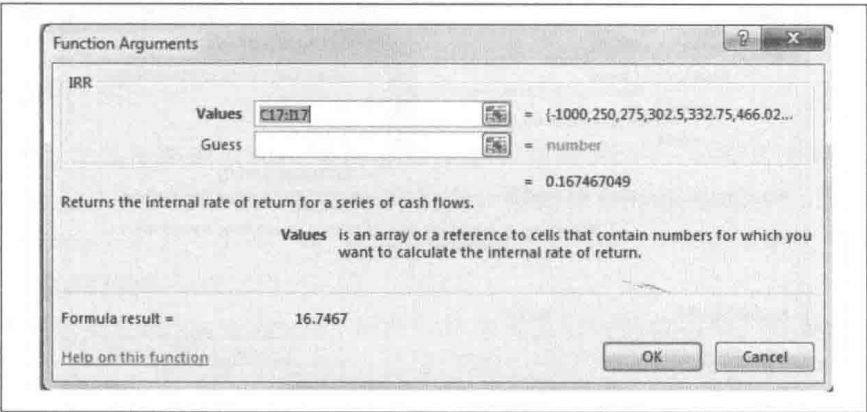 Function Arguments
IRR
Values C17:I17 = {-1000,250,275,302.5,332.75,466.02...
Guess = number
= 0.167467049
Returns the internal rate of return for a series of cash flows.
Values is an array or a reference to cells that contain numbers for which you
want to calculate the internal rate of return.
Formula result = 16.7467
Help on this function OK Cancel